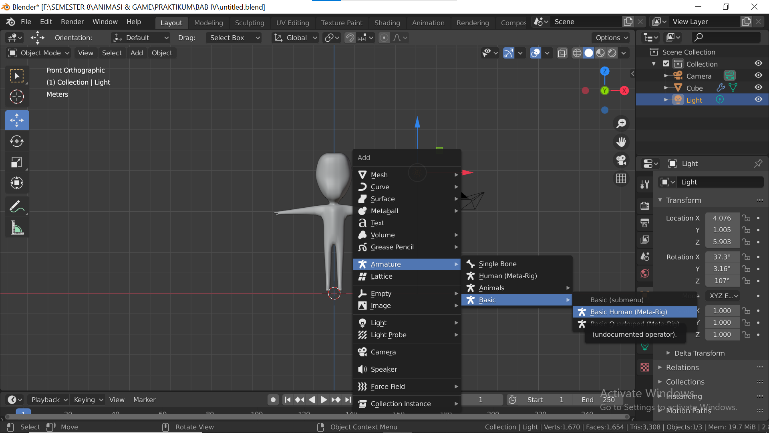 Blender* [F:\SEMESTER 6\ANIMASI & GAME\PRAKTIKUM\BAB IV\untitled.blend]
File Edit Render Window Help Layout Modeling Sculpting UV Editing Texture Paint Shading Animation Rendering Compos Scene View Layer
Orientation: Default Drag: Select Box Global Options
Object Mode View Select Add Object
Front Orthographic
(1) Collection | Light
Meters
Scene Collection
Collection
Camera
Cube
Light
X
Y
Z
Add
Mesh
Curve
Surface
Metaball
Text
Volume
Grease Pencil
Armature
Lattice
Empty
Image
Light
Light Probe
Camera
Speaker
Force Field
Collection Instance
Single Bone
Human (Meta-Rig)
Animals
Basic
Basic (submenu)
Basic Human (Meta-Rig)
(undocumented operator).
Light
Light
Transform
Location X 4.076
Y 1.005
Z 5.903
Rotation X 37.3°
Y 3.16°
Z 107°
XYZ E...
1.000
Y 1.000
Z 1.000
Delta Transform
Relations
Collections
Instancing
Motion Paths
Activate Windows
Go to Settings to activate Windows.
Playback Keying View Marker 1 Start 1 End 250
Select Move Rotate View Object Context Menu Collection | Light | Verts:1,670 | Faces:1,654 | Tris:3,308 | Objects:1/3 | Mem: 19.7 MiB | 2.